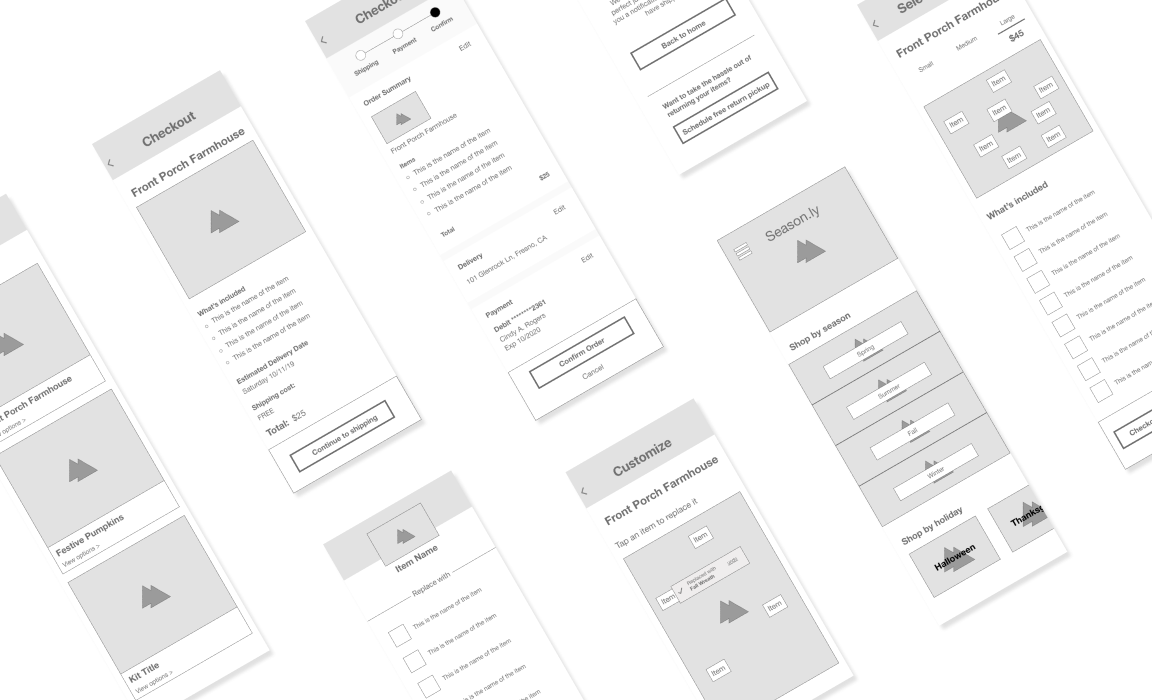 t Porch Farmhouse
iew options >
Festive Pumpkins
View options >
Kit Title
View options >
Checkout
Front Porch Farmhouse
What's included
This is the name of the item
This is the name of the item
This is the name of the item
This is the name of the item
Estimated Delivery Date
Saturday 10/11/19
Shipping cost:
FREE
Total: $25
Continue to shipping
Checko
Shipping
Payment
Confirm
Edit
Order Summary
Front Porch Farmhouse
Items
This is the name of the item
This is the name of the item
This is the name of the item
This is the name of the item
$25
Total
Edit
Delivery
101 Glenrock Ln. Fresno, CA
Edit
Payment
Debit ********2361
Cindy A. Rogers
Exp 10/2020
Confirm Order
Cancel
Item Name
Replace with
This is the name of the item
This is the name of the item
This is the name of the item
is the name of the item
perfect
you a notific
have ship
Back to home
Want to take the hassle out of
returning your items?
Schedule free return pickup
Customize
Front Porch Farmhouse
Tap an item to replace it
Item
Replaced with
Fall Wreath
Item
Item
Item
Season.ly
Shop by season
Spring
Summer
Fall
Winter
Shop by holiday
Halloween
Thanksg
Sele
Front Porch Farmhou
Small
Medium
Large
$45
Item
Item
Item
Item
Item
Item
Item
Item
What's included
This is the name of the item
This is the name of the item
This is the name of the item
This is the name of the item
This is the name of the
This is the name of th
This is the name of
This is the nam
Checko